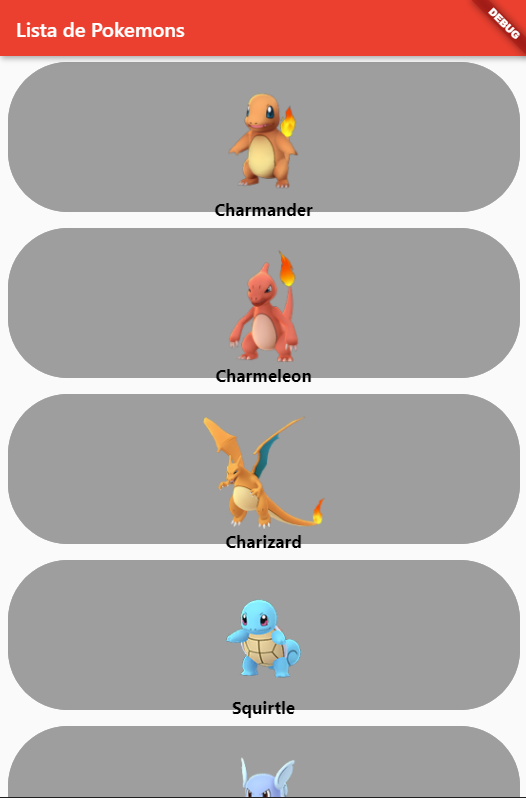 Lista de Pokemons
DEBUG
Charmander
Charmeleon
Charizard
Squirtle